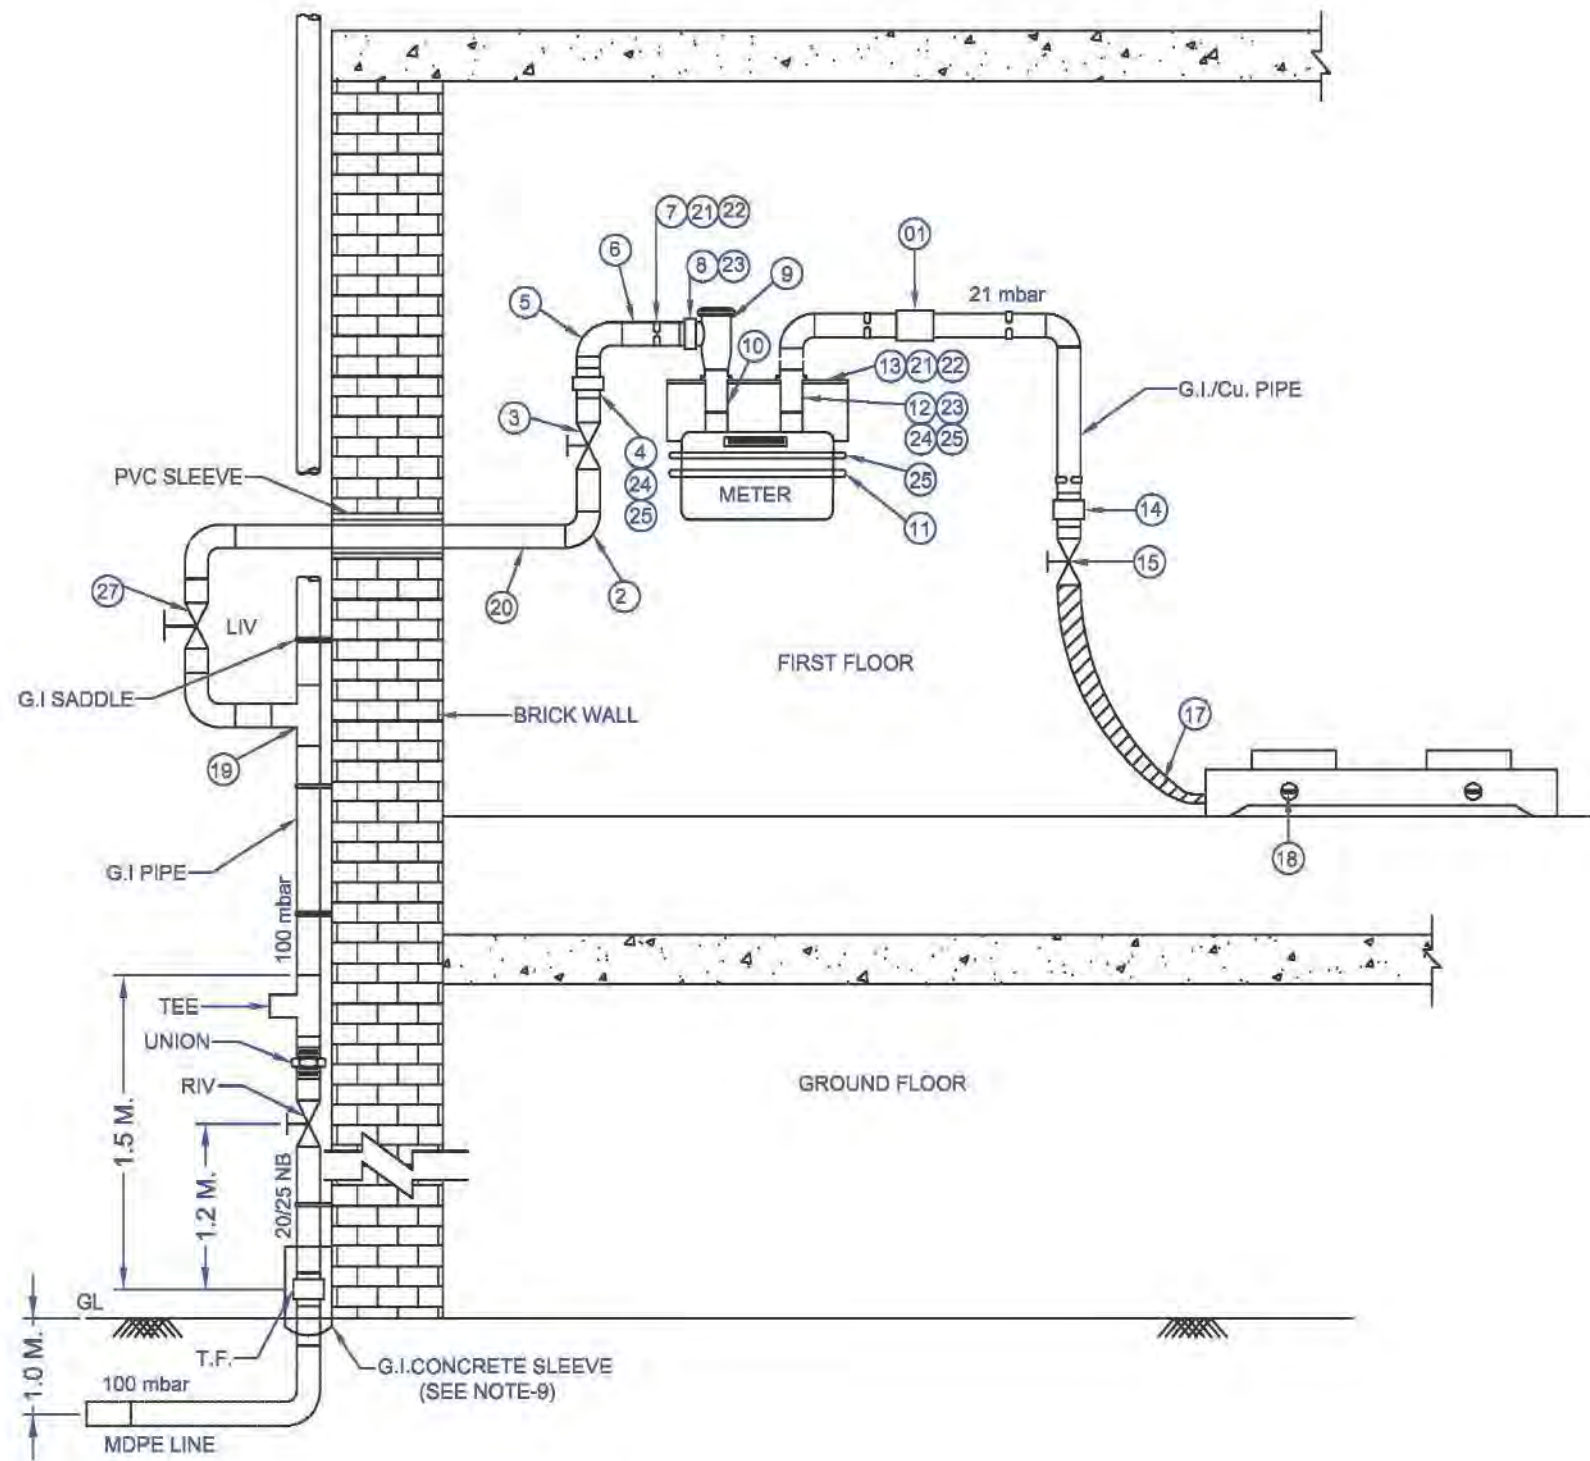 7 21 22
01
6
8 23
9
21 mbar
5
10
13 21 22
G.I./Cu. PIPE
3
12 23
24 25
4
PVC SLEEVE
25
24
METER
14
25
11
15
27
20
2
LIV
FIRST FLOOR
G.I SADDLE
BRICK WALL
17
19
G.I PIPE
18
100 mbar
TEE
UNION
RIV
GROUND FLOOR
1.5 M.
1.2 M.
20/25 NB
GL
T.F.
G.I.CONCRETE SLEEVE
(SEE NOTE-9)
1.0 M.
100 mbar
MDPE LINE